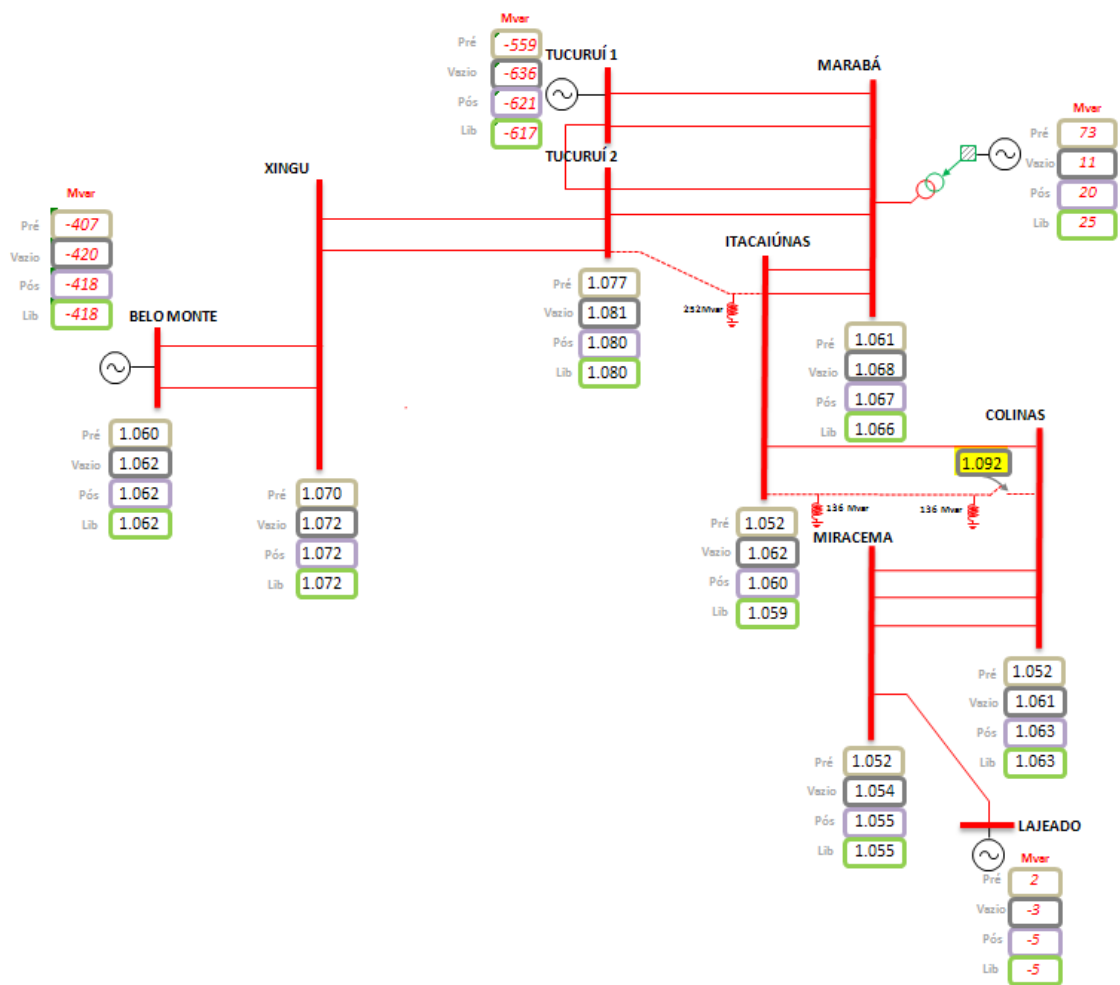 Mvar
Pré -559
Vazio -636
Pós -621
Lib -617
TUCURUÍ 1
MARABÁ
Mvar
Pré 73
Vazio 11
Pós 20
Lib 25
TUCURUÍ 2
XINGU
Mvar
Pré -407
Vazio -420
Pós -418
Lib -418
BELO MONTE
ITACAIÚNAS
Pré 1.077
Vazio 1.081
Pós 1.080
Lib 1.080
252Mvar
Pré 1.061
Vazio 1.068
Pós 1.067
Lib 1.066
COLINAS
1.092
Pré 1.060
Vazio 1.062
Pós 1.062
Lib 1.062
Pré 1.070
Vazio 1.072
Pós 1.072
Lib 1.072
136 Mvar
136 Mvar
Pré 1.052
Vazio 1.062
Pós 1.060
Lib 1.059
MIRACEMA
Pré 1.052
Vazio 1.061
Pós 1.063
Lib 1.063
Pré 1.052
Vazio 1.054
Pós 1.055
Lib 1.055
LAJEADO
Mvar
Pré 2
Vazio -3
Pós -5
Lib -5